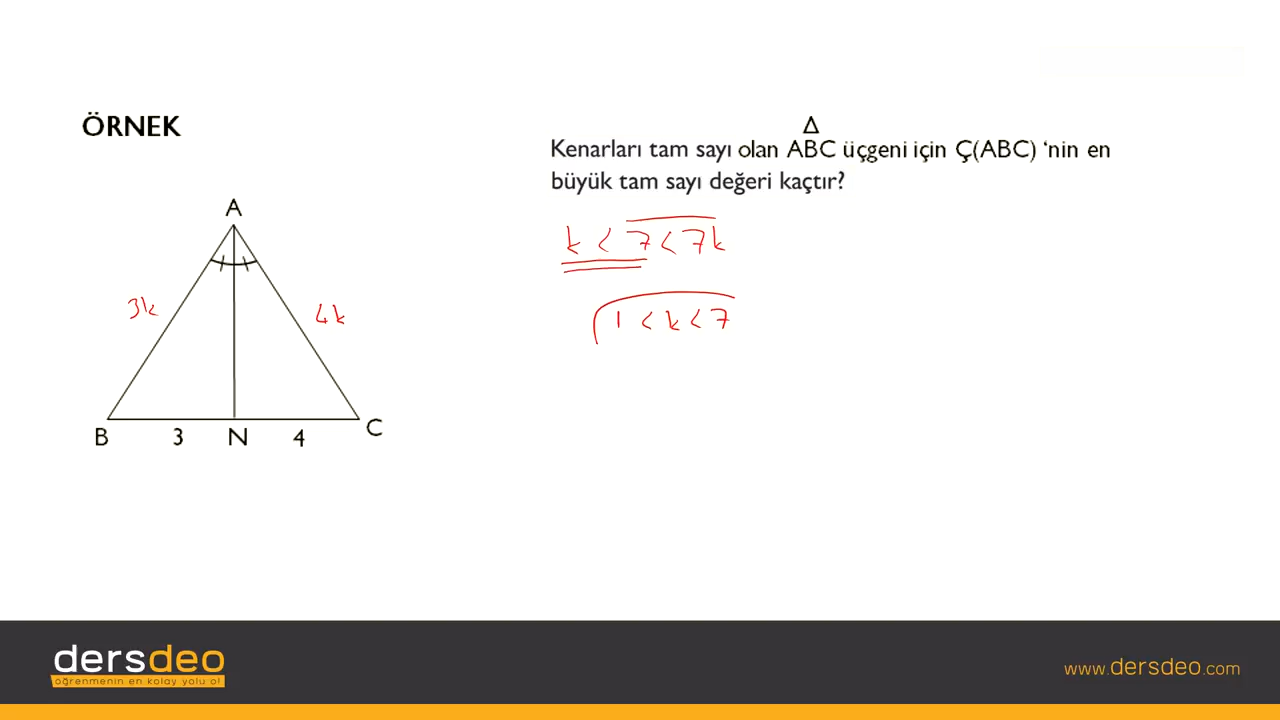 ÖRNEK
Δ
Kenarları tam sayı olan ABC üçgeni için Ç(ABC) ‘nin en
büyük tam sayı değeri kaçtır?
k < 7 < 7k
1 < k < 7
A
3k
4k
B 3 N 4 C
dersdeo
öğrenmenin en kolay yolu o!
www.dersdeo.com